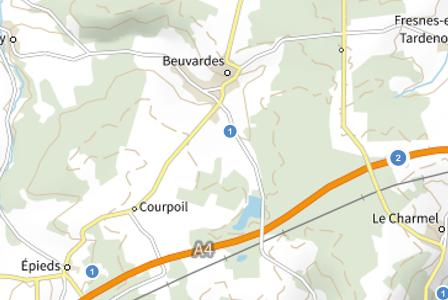 Fresnes-e
Tardeno
y
Beuvardes
1
2
Courpoil
Le Charmel
A4
Épieds
1
1